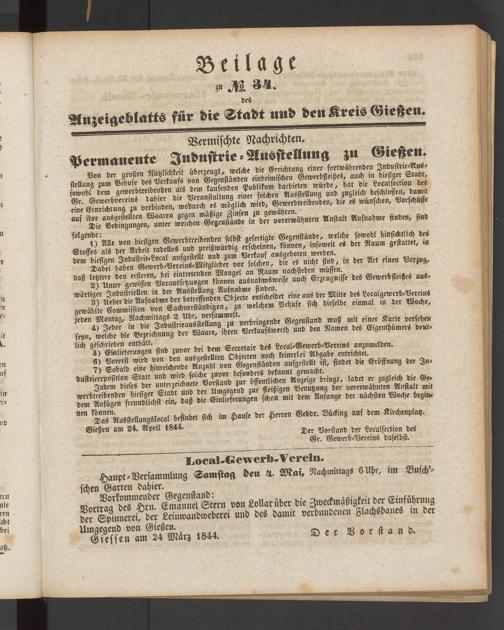 Beilage
zu № 34.
des
Anzeigeblatts für die Stadt und den Kreis Gießen.
Vermischte Nachrichten.
Permanente Industrie-Ausstellung zu Gießen.
Von der großen Nützlichkeit überzeugt, welche die Errichtung einer fortwährenden Industrie-Aus-
stellung zum Behufe des Verkaufs von Gegenständen einheimischen Gewerbfleißes, auch in hiesiger Stadt,
sowohl dem gewerbtreibenden als dem kaufenden Publikum darbieten würde, hat die Localsection des
Gr. Gewerbvereins dahier die Veranstaltung einer solchen Ausstellung und zugleich beschlossen, damit
eine Einrichtung zu verbinden, wodurch es möglich wird, Gewerbtreibenden, die es wünschen, Vorschüsse
auf ihre ausgestellten Waaren gegen mäßige Zinsen zu gewähren.
Die Bedingungen, unter welchen Gegenstände in der vorerwähnten Anstalt Aufnahme finden, sind
folgende:
1) Alle von hiesigen Gewerbtreibenden selbst gefertigte Gegenstände, welche sowohl hinsichtlich des
Stoffes als der Arbeit tadellos und preißwürdig erscheinen, können, insoweit es der Raum gestattet, in
dem hiesigen Industrie-Local aufgestellt und zum Verkauf ausgeboten werden.
Dabei haben Gewerb-Vereins-Mitglieder vor solchen, die es nicht sind, in der Art einen Vorzug,
daß letztere den ersteren, bei eintretendem Mangel an Raum nachstehen müssen.
2) Unter gewissen Voraussetzungen können ausnahmsweise auch Erzeugnisse des Gewerbfleißes aus-
wärtiger Industriellen in der Ausstellung Aufnahme finden.
3) Ueber die Aufnahme der betreffenden Objecte entscheidet eine aus der Mitte des Localgewerb-Vereins
gewählte Commission von Sachverständigen, zu welchem Behufe sich dieselbe einmal in der Woche,
jeden Montag, Nachmittags 2 Uhr, versammelt.
4) Jeder in die Industrieausstellung zu verbringende Gegenstand muß mit einer Karte versehen
seyn, welche die Bezeichnung der Waare, ihren Verkaufswerth und den Namen des Eigenthümers deut-
lich geschrieben enthält.
5) Einlieferungen sind zuvor bei dem Secretair des Local-Gewerb-Vereins anzumelden.
6) Vorerst wird von den ausgestellten Objecten noch keinerlei Abgabe entrichtet.
7) Sobald eine hinreichende Anzahl von Gegenständen aufgestellt ist, findet die Eröffnung der In-
dustrieexposition Statt und wird solche zuvor besonders bekannt gemacht.
Indem dieses der unterzeichnete Vorstand zur öffentlichen Anzeige bringt, ladet er zugleich die Ge-
werbtreibenden hiesiger Stadt und der Umgegend zur fleißigen Benutzung der vorerwähnten Anstalt mit
dem Anfügen freundlichst ein, daß die Einlieferungen schon mit dem Anfange der nächsten Woche begin-
nen können.
Das Ausstellungslocal befindet sich im Hause der Herren Gebdr. Bücking auf dem Kirchenplatz.
Gießen am 24. April 1844.
Der Vorstand der Localsection des
Gr. Gewerb-Vereins daselbst.
Local-Gewerb-Verein.
Haupt-Versammlung Samstag den 4. Mai, Nachmittags 6 Uhr, im Busch'-
schen Garten dahier.
Vorkommender Gegenstand:
Vortrag des Hrn. Emanuel Stern von Lollar über die Zweckmäßigkeit der Einführung
der Spinnerei, der Leinwandweberei und des damit verbundenen Flachsbaues in der
Umgegend von Gießen.
Giessen am 24 März 1844.
Der Vorstand.